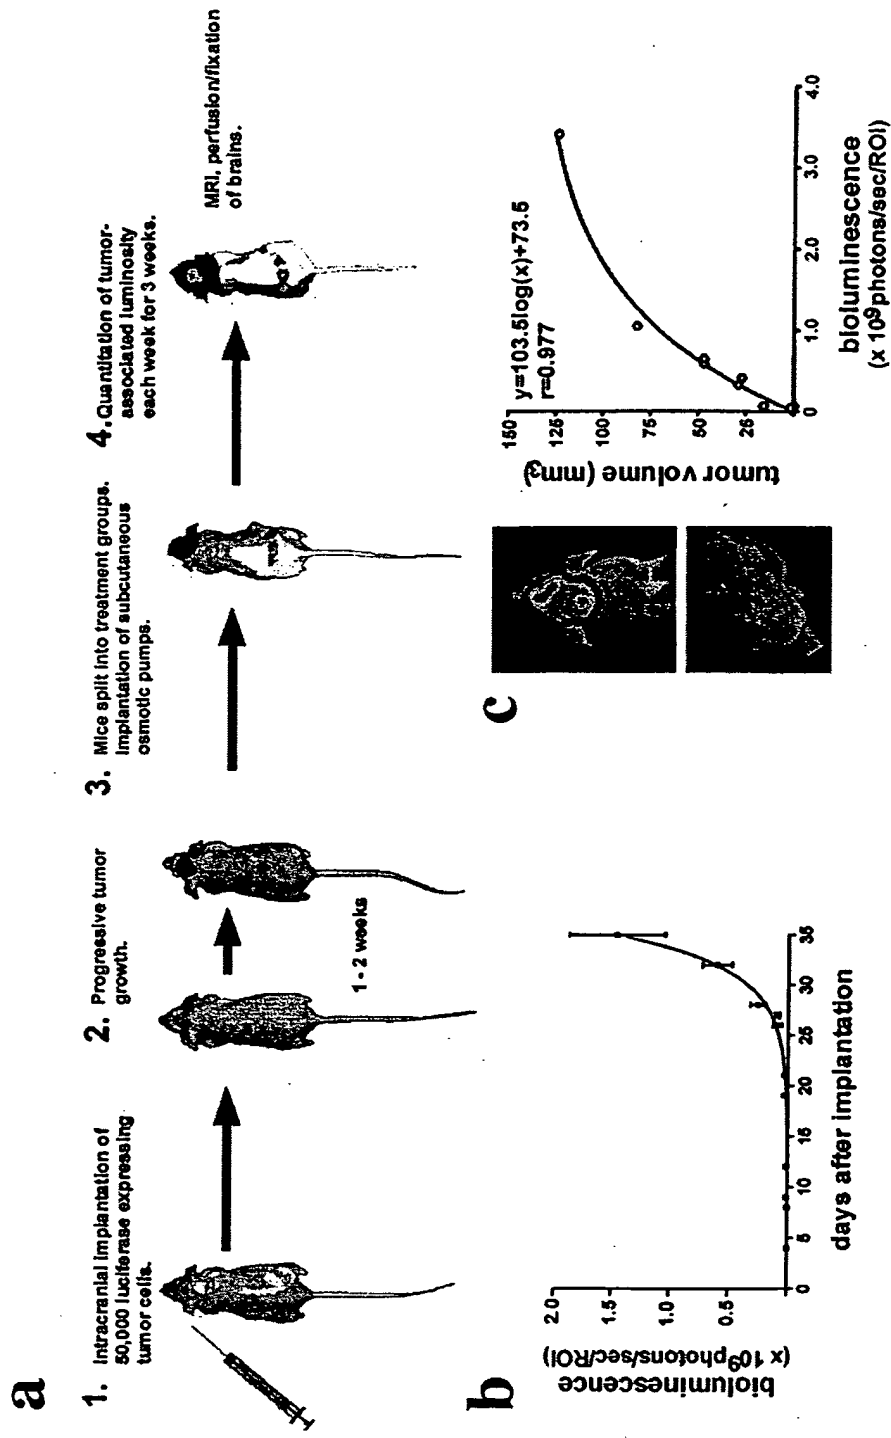 a
1. Intracranial implantation of
50,000 luciferase expressing
tumor cells.
2. Progressive tumor
growth.
1 - 2 weeks
3. Mice split into treatment groups.
Implantation of subcutaneous
osmotic pumps.
4. Quantitation of tumor-
associated luminosity
each week for 3 weeks.
MRI, perfusion/fixation
of brains.
b
bioluminescence
(x 10⁹photons/sec/ROI)
2.0
1.5
1.0
0.5
0
5
10
15
20
25
30
35
days after implantation
c
tumor volume (mm3)
150
125
100
75
50
25
y=103.5log(x)+73.5
r=0.977
0
1.0
2.0
3.0
4.0
bioluminescence
(x 10⁹photons/sec/ROI)